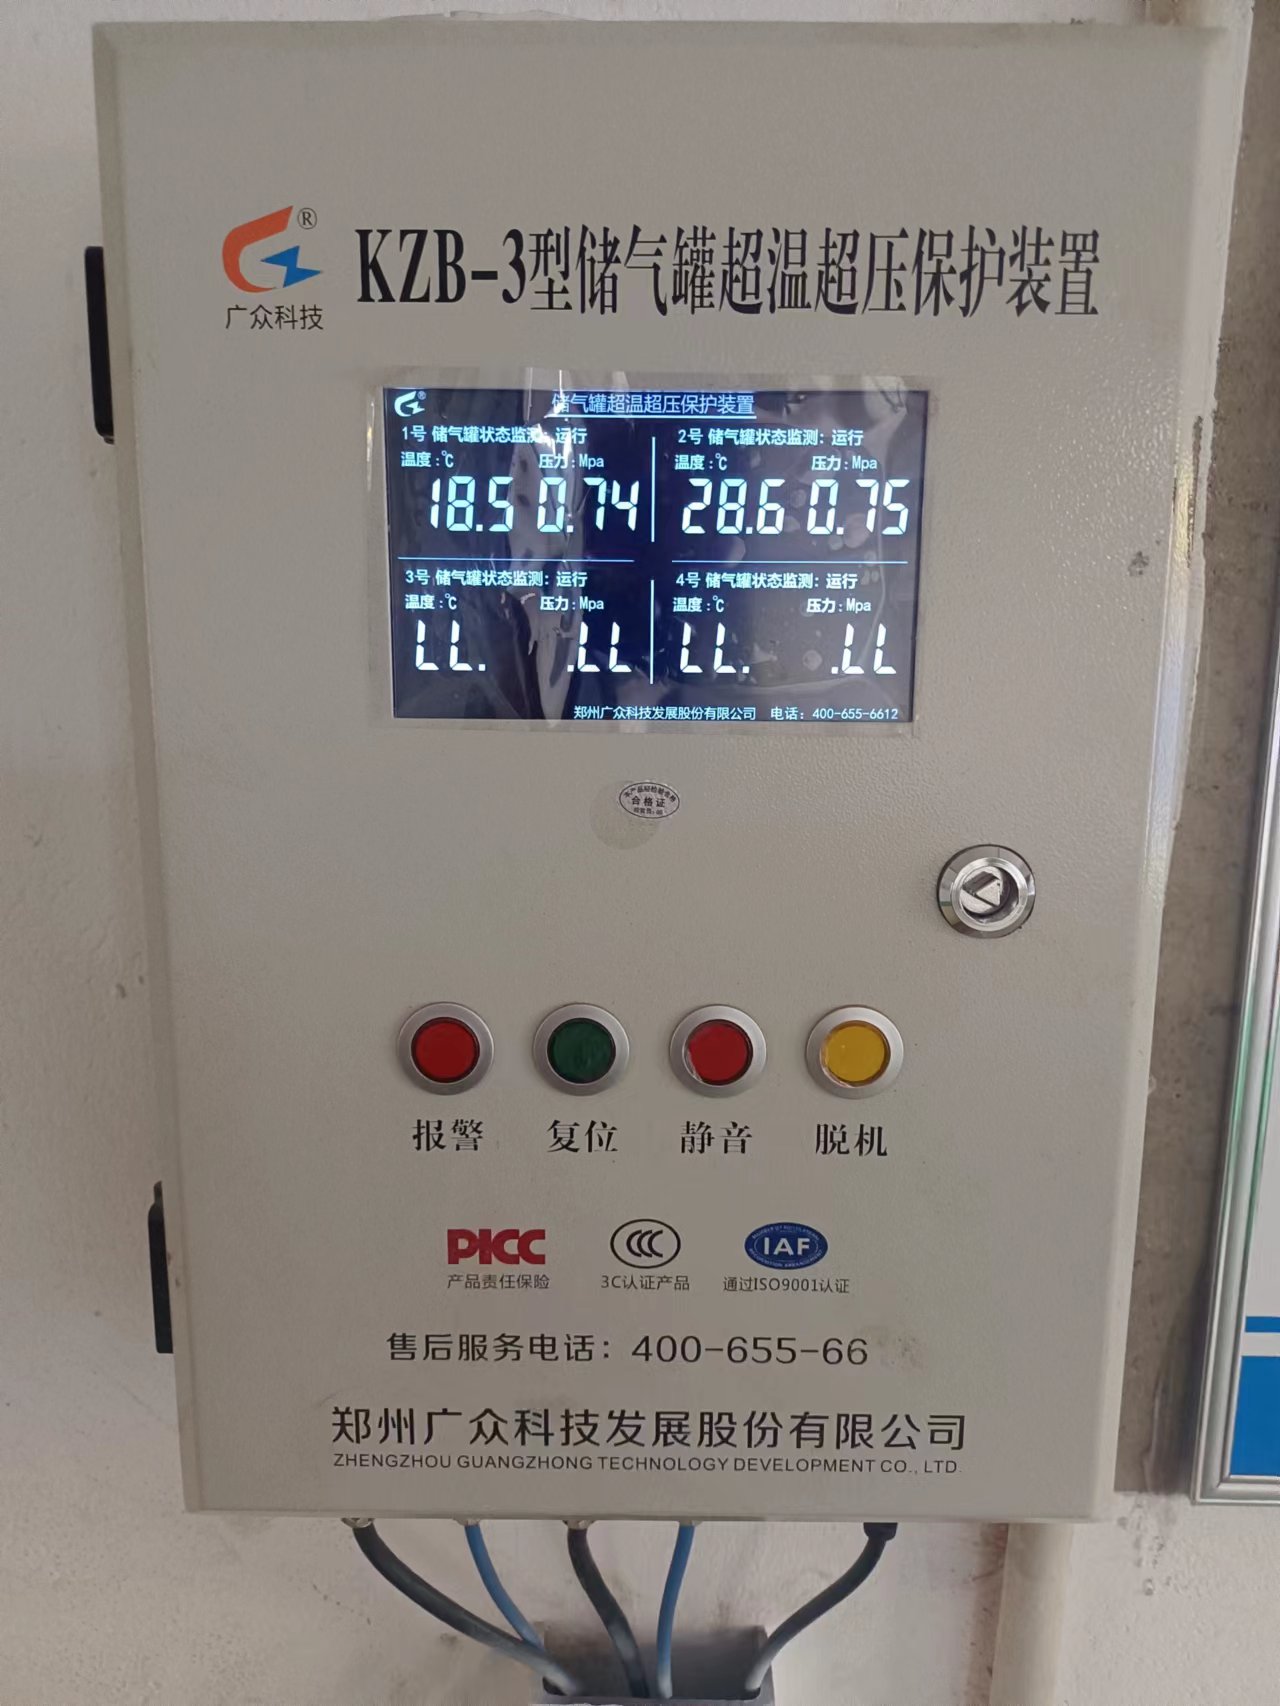 ®
广众科技
KZB-3型储气罐超温超压保护装置
储气罐超温超压保护装置
1号 储气罐状态监测：运行
温度：℃ 压力：Mpa
18.5 0.74
2号 储气罐状态监测：运行
温度：℃ 压力：Mpa
28.6 0.75
3号 储气罐状态监测：运行
温度：℃ 压力：Mpa
LL. .LL
4号 储气罐状态监测：运行
温度：℃ 压力：Mpa
LL. .LL
郑州广众科技发展股份有限公司 电话：400-655-6612
合格证
报警 复位 静音 脱机
PICC
产品责任保险
CCC
3C认证产品
IAF
通过ISO9001认证
售后服务电话：400-655-66
郑州广众科技发展股份有限公司
ZHENGZHOU GUANGZHONG TECHNOLOGY DEVELOPMENT CO., LTD.